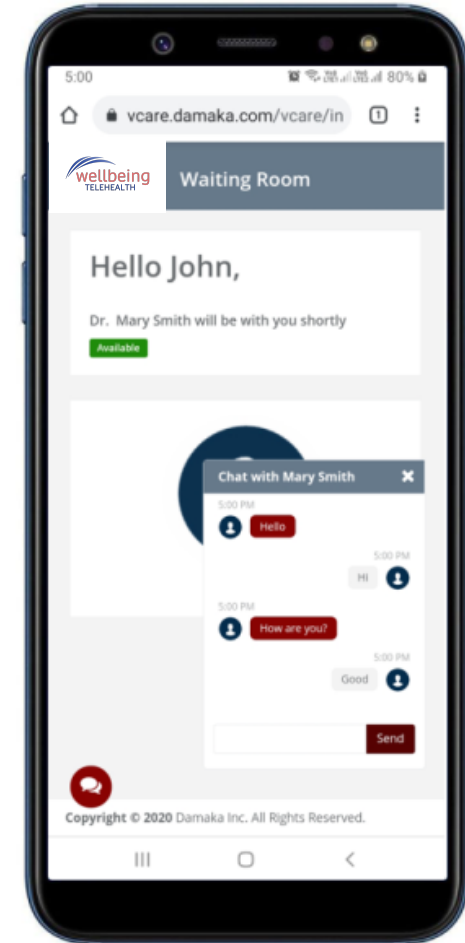 5:00 80%
vcare.damaka.com/vcare/in 1
wellbeing
TELEHEALTH
Waiting Room
Hello John,
Dr. Mary Smith will be with you shortly
Available
Chat with Mary Smith
5:00 PM
Hello
5:00 PM
Hi
5:00 PM
How are you?
5:00 PM
Good
Send
Copyright © 2020 Damaka Inc. All Rights Reserved.